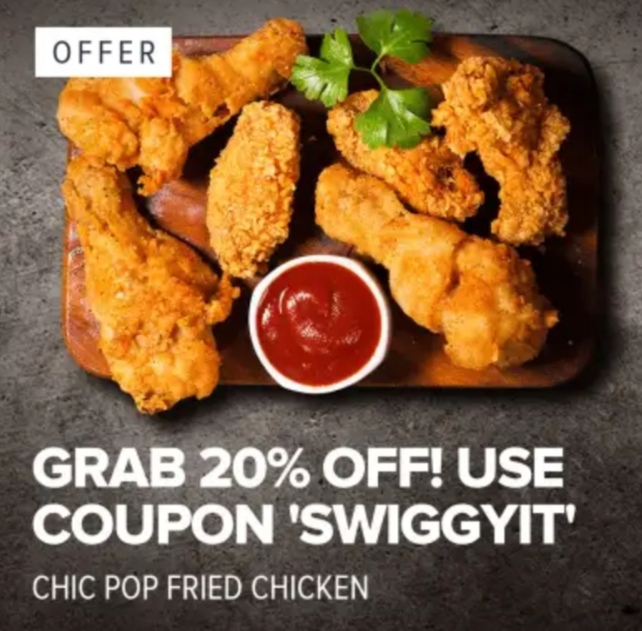 OFFER
GRAB 20% OFF! USE
COUPON 'SWIGGYIT'
CHIC POP FRIED CHICKEN